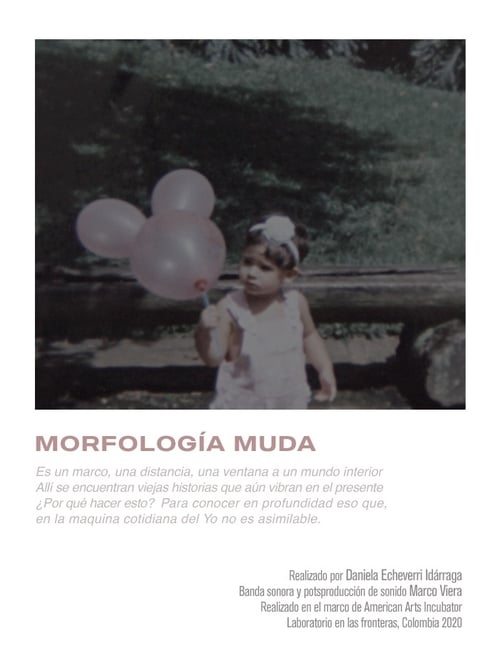 MORFOLOGÍA MUDA
Es un marco, una distancia, una ventana a un mundo interior
Alli se encuentran viejas historias que aún vibran en el presente
¿Por qué hacer esto? Para conocer en profundidad eso que,
en la maquina cotidiana del Yo no es asimilable.
Realizado por Daniela Echeverri Idárraga
Banda sonora y potsproducción de sonido Marco Viera
Realizado en el marco de American Arts Incubator
Laboratorio en las fronteras, Colombia 2020